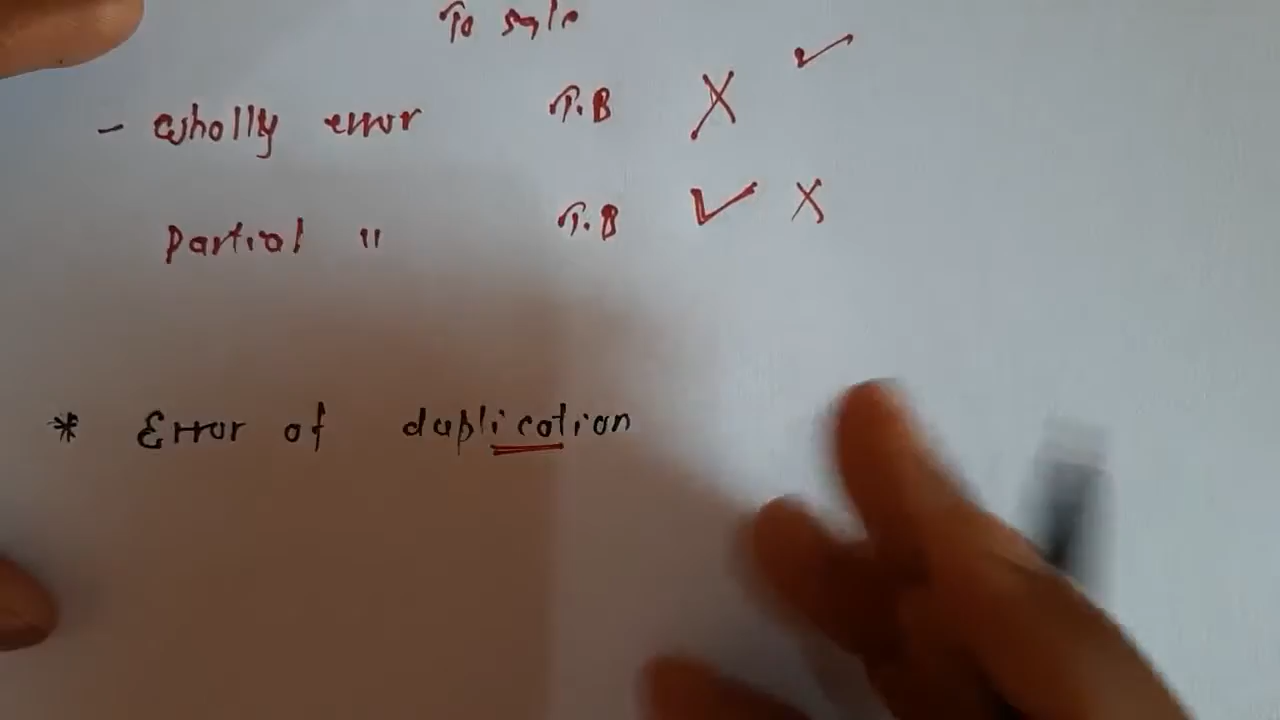 To sale
- wholly error T.B X ✓
Partial " T.B ✓ X
* Error of duplication